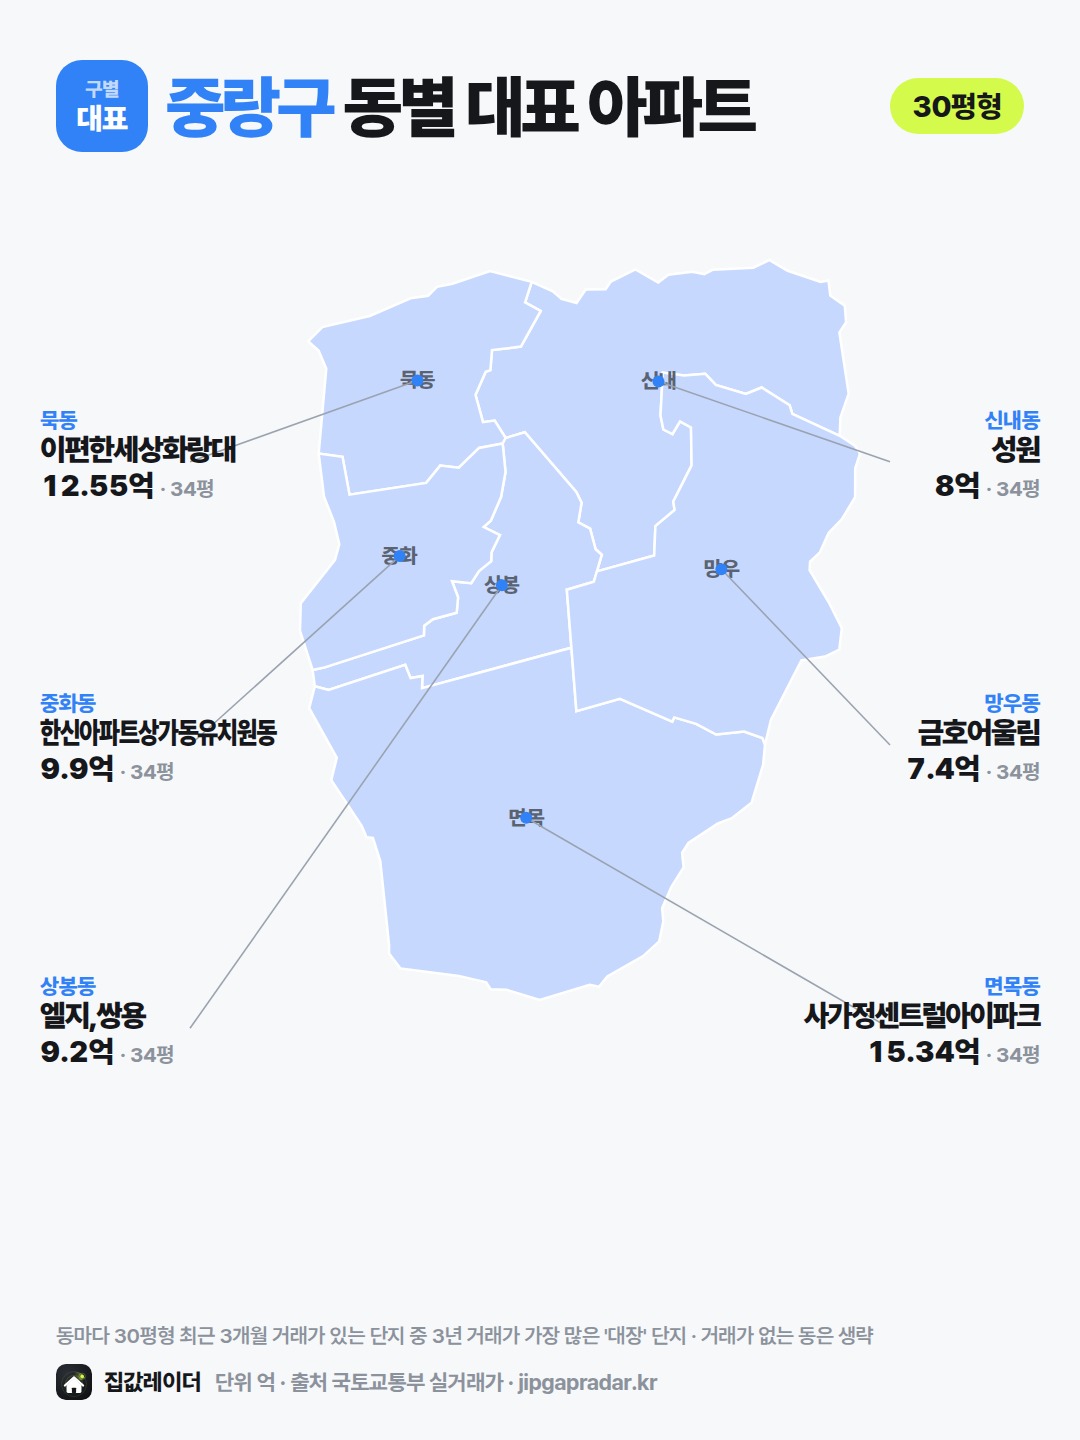 구별
대표
중랑구 동별 대표 아파트
30평형
묵동
신내
묵동
이편한세상화랑대
12.55억 · 34평
신내동
성원
8억 · 34평
중화
상봉
망우
중화동
한신아파트상가동유치원동
9.9억 · 34평
망우동
금호어울림
7.4억 · 34평
면목
상봉동
엘지,쌍용
9.2억 · 34평
면목동
사가정센트럴아이파크
15.34억 · 34평
동마다 30평형 최근 3개월 거래가 있는 단지 중 3년 거래가 가장 많은 '대장' 단지 · 거래가 없는 동은 생략
집값레이더 단위 억 · 출처 국토교통부 실거래가 · jipgapradar.kr